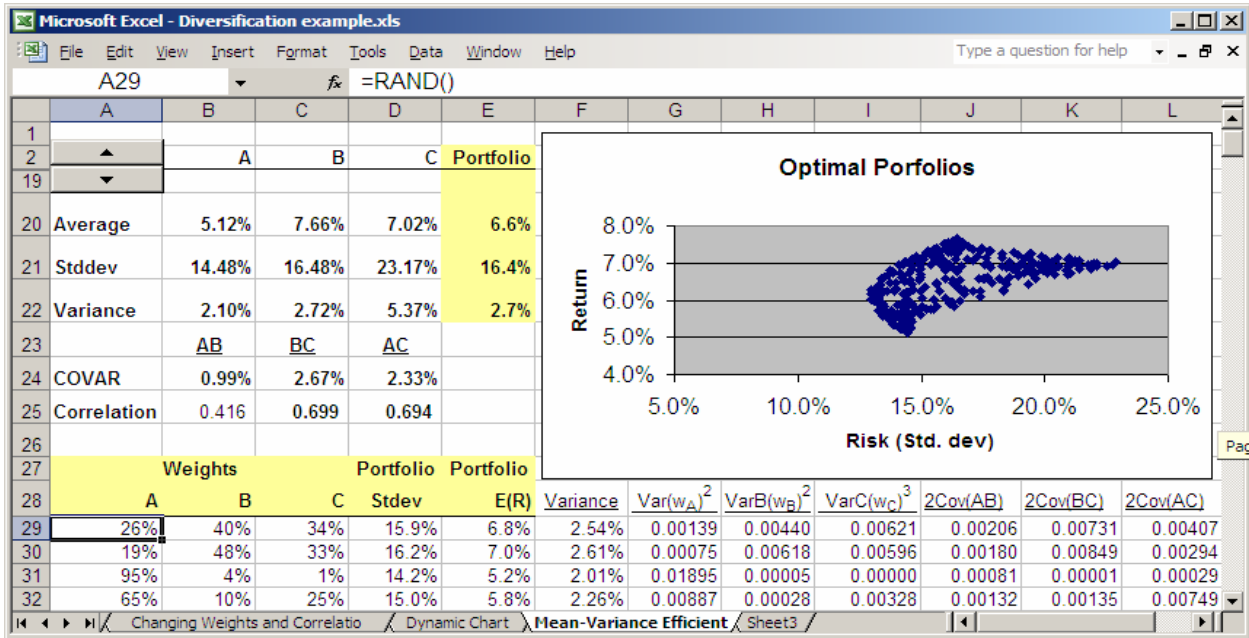 Microsoft Excel - Diversification example.xls
File Edit View Insert Format Tools Data Window Help Type a question for help
A29 fx =RAND()
A B C D E F G H I J K L
1
2 A B C Portfolio
19
20 Average 5.12% 7.66% 7.02% 6.6%
21 Stddev 14.48% 16.48% 23.17% 16.4%
22 Variance 2.10% 2.72% 5.37% 2.7%
23 AB BC AC
24 COVAR 0.99% 2.67% 2.33%
25 Correlation 0.416 0.699 0.694
26
Optimal Porfolios
8.0%
7.0%
6.0%
5.0%
4.0%
Return
5.0% 10.0% 15.0% 20.0% 25.0%
Risk (Std. dev)
Pag
27 Weights Portfolio Portfolio
28 A B C Stdev E(R) Variance Var(wA)2 VarB(wB)2 VarC(wC)3 2Cov(AB) 2Cov(BC) 2Cov(AC)
29 26% 40% 34% 15.9% 6.8% 2.54% 0.00139 0.00440 0.00621 0.00206 0.00731 0.00407
30 19% 48% 33% 16.2% 7.0% 2.61% 0.00075 0.00618 0.00596 0.00180 0.00849 0.00294
31 95% 4% 1% 14.2% 5.2% 2.01% 0.01895 0.00005 0.00000 0.00081 0.00001 0.00029
32 65% 10% 25% 15.0% 5.8% 2.26% 0.00887 0.00028 0.00328 0.00132 0.00135 0.00749
Changing Weights and Correlatio Dynamic Chart Mean-Variance Efficient Sheet3